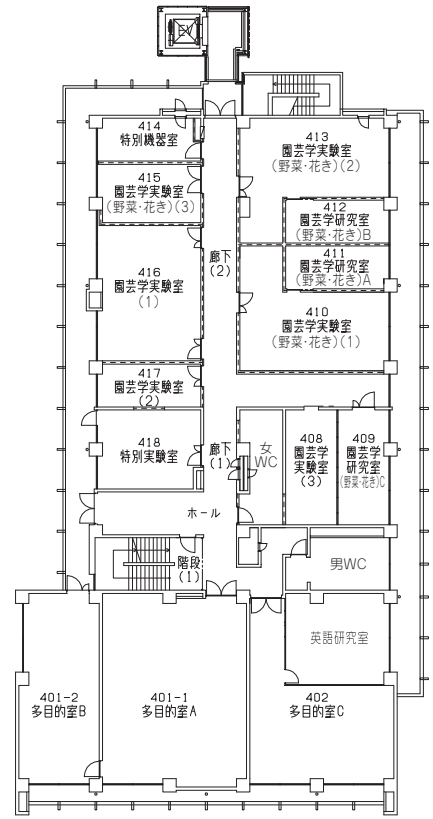 EV
414
特別機器室
415
園芸学実験室
(野菜・花き)(3)
416
園芸学実験室
(1)
417
園芸学実験室
(2)
418
特別実験室
413
園芸学実験室
(野菜・花き)(2)
412
園芸学研究室
(野菜・花き)B
411
園芸学研究室
(野菜・花き)A
410
園芸学実験室
(野菜・花き)(1)
廊下
(2)
廊下
(1)
女
WC
408
園芸学
実験室
(3)
409
園芸学
研究室
(野菜・花き)C
ホール
階段
(1)
男WC
英語研究室
401-2
多目的室B
401-1
多目的室A
402
多目的室C